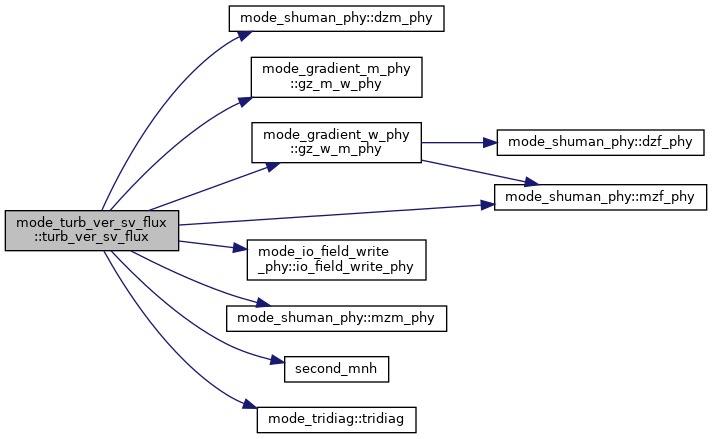 mode_shuman_phy::dzm_phy
mode_gradient_m_phy
::gz_m_w_phy
mode_gradient_w_phy
::gz_w_m_phy
mode_shuman_phy::dzf_phy
mode_shuman_phy::mzf_phy
mode_turb_ver_sv_flux
::turb_ver_sv_flux
mode_io_field_write
_phy::io_field_write_phy
mode_shuman_phy::mzm_phy
second_mnh
mode_tridiag::tridiag